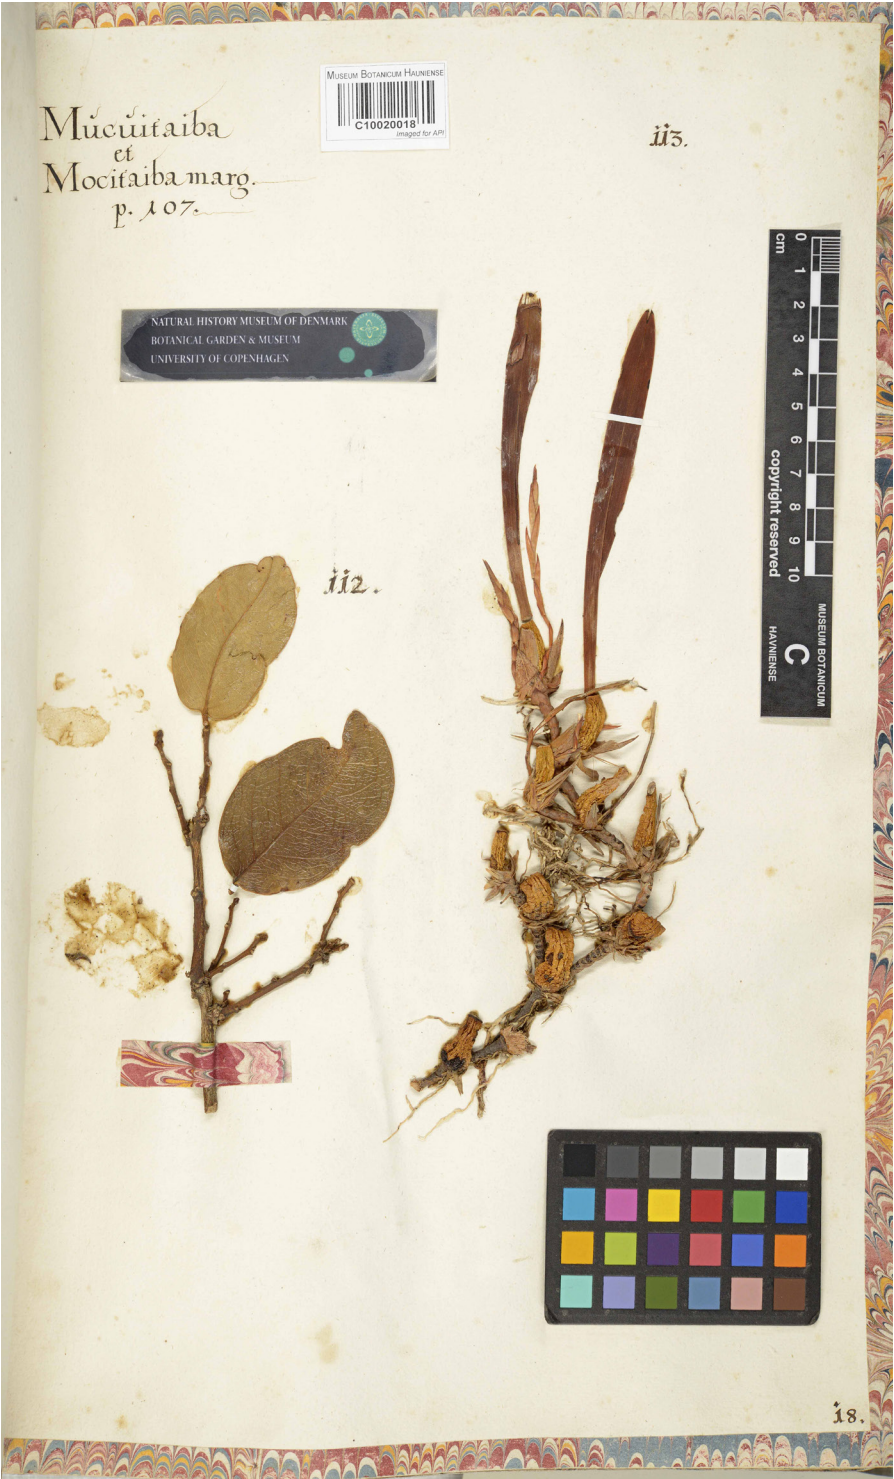 Mucuitaiba
et
Mocitaiba marg.
p. 107.
MUSEUM BOTANICUM HAUNIENSE
C10020018
imaged for API
113.
NATURAL HISTORY MUSEUM OF DENMARK
BOTANICAL GARDEN & MUSEUM
UNIVERSITY OF COPENHAGEN
0 1 2 3 4 5 6 7 8 9 10
cm
copyright reserved
C
MUSEUM BOTANICUM
HAVNIENSE
112.
18.